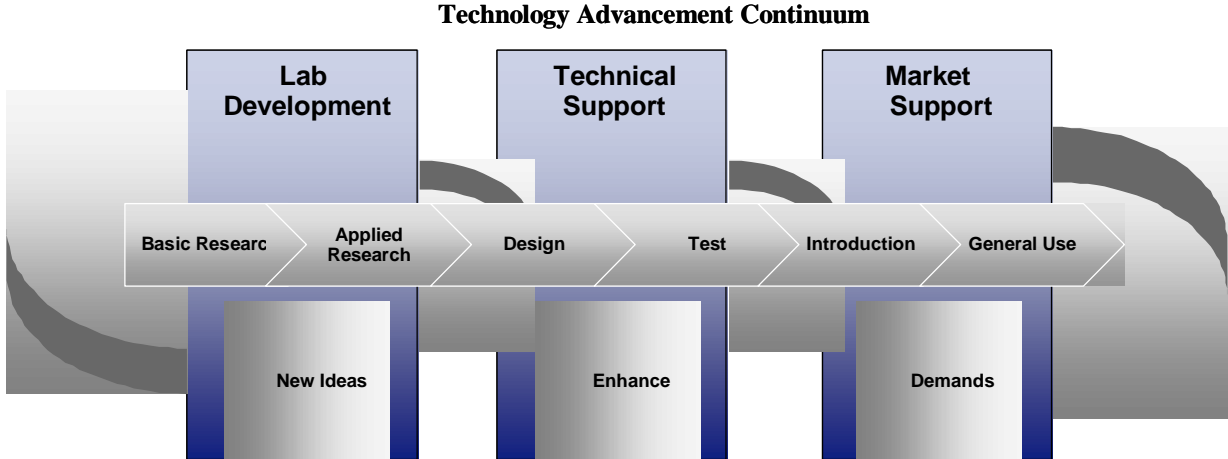 Technology Advancement Continuum
Lab
Development
Technical
Support
Market
Support
Basic Researc
Applied
Research
Design
Test
Introduction
General Use
New Ideas
Enhance
Demands